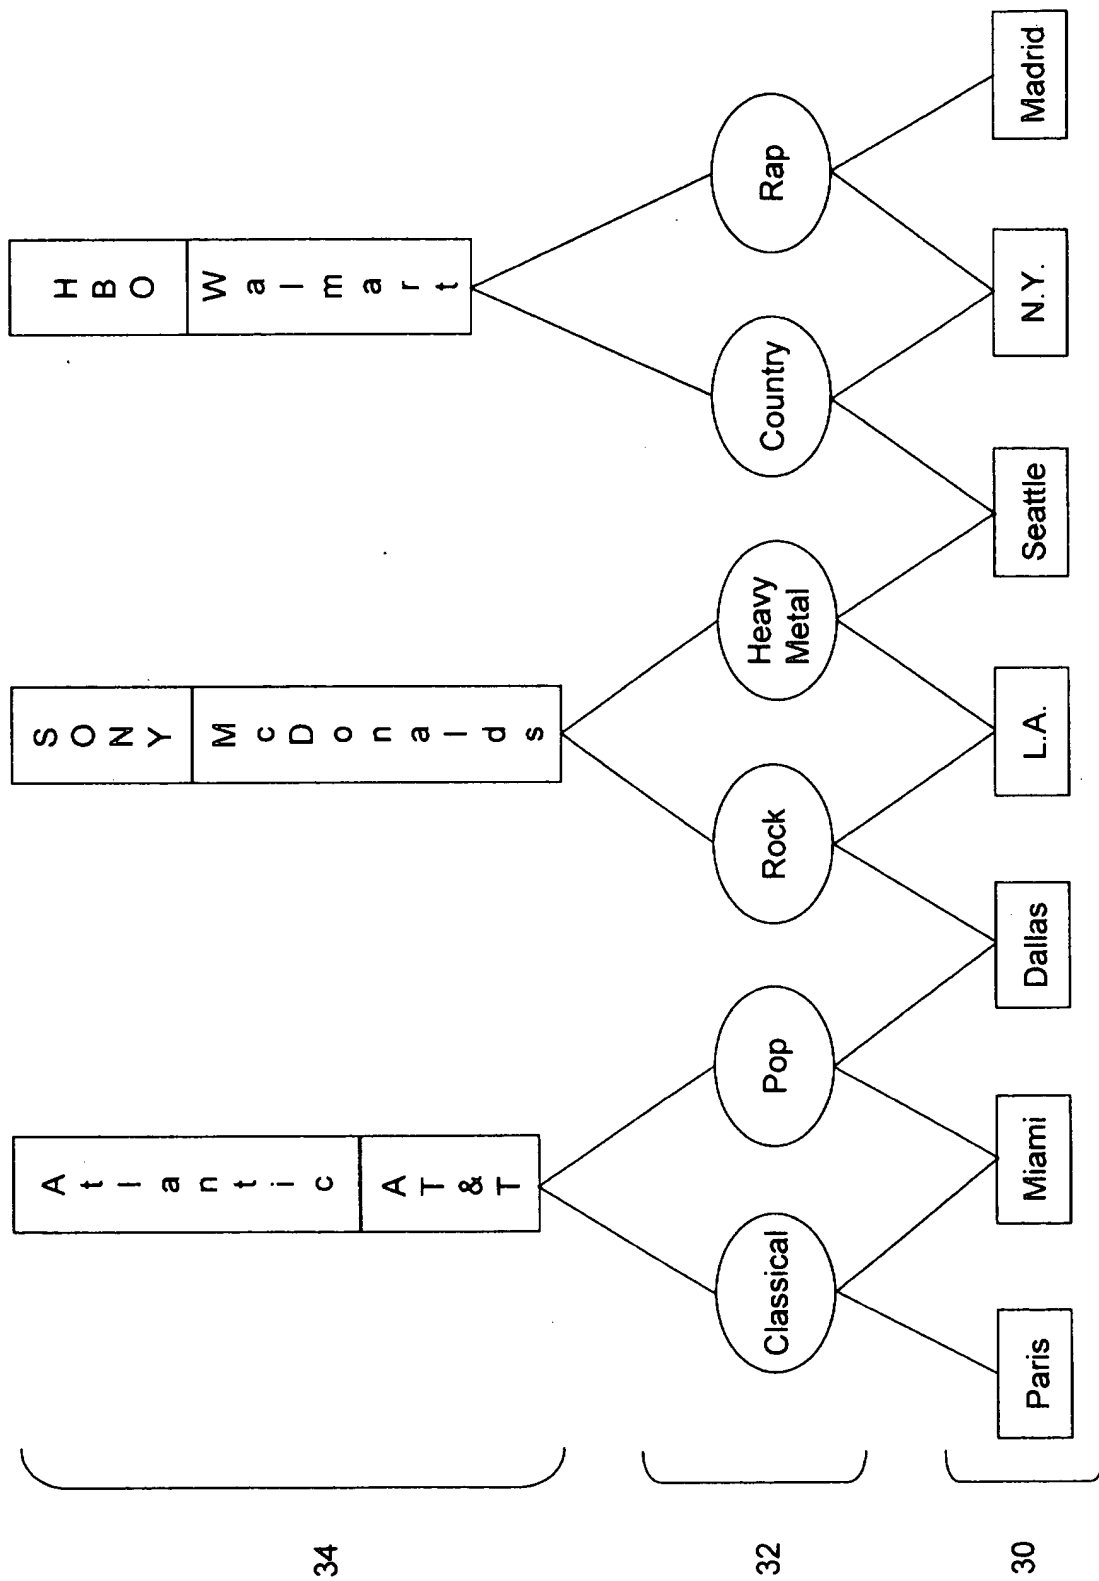 34
Atlantic
AT&T
SONY
McDonalds
HBO
Walmart
32
Classical
Pop
Rock
Heavy
Metal
Country
Rap
30
Paris
Miami
Dallas
L.A.
Seattle
N.Y.
Madrid